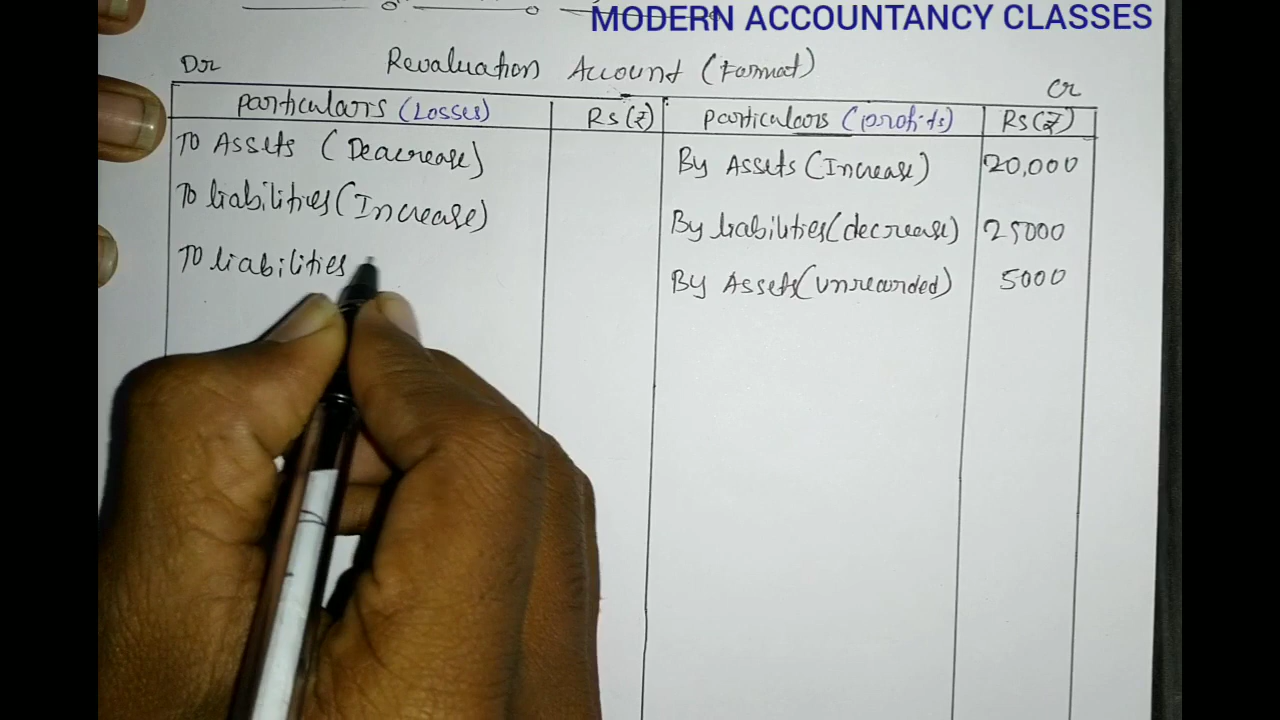 MODERN ACCOUNTANCY CLASSES
Dr Revaluation Account (Format) Cr
Particulars (Losses) Rs (₹) Particulars (profits) Rs (₹)
To Assets (Deacrease) By Assets (Increase) 20,000
To liabilities (Increase) By liabilities (decrease) 25000
To liabilities By Assets (unrecorded) 5000